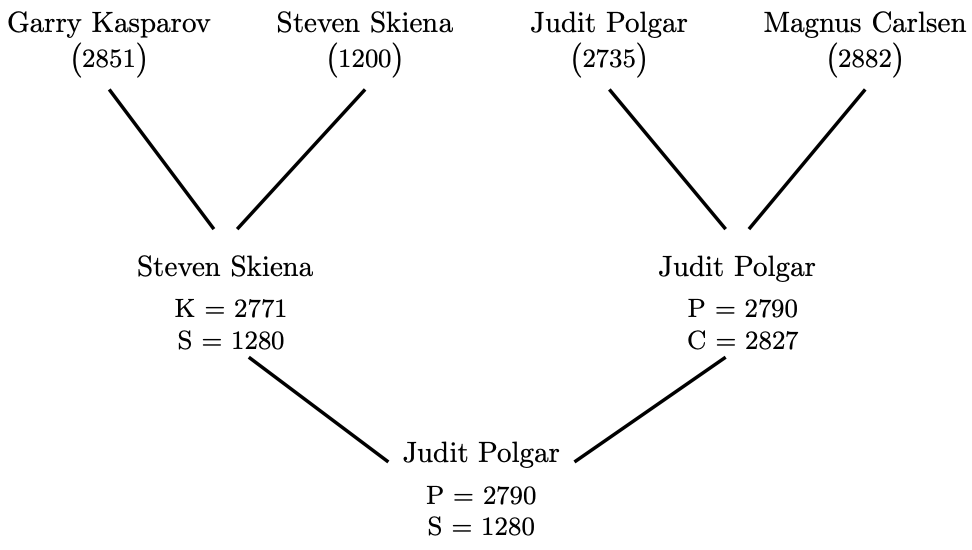 Garry Kasparov
(2851)
Steven Skiena
(1200)
Judit Polgar
(2735)
Magnus Carlsen
(2882)
Steven Skiena
K = 2771
S = 1280
Judit Polgar
P = 2790
C = 2827
Judit Polgar
P = 2790
S = 1280